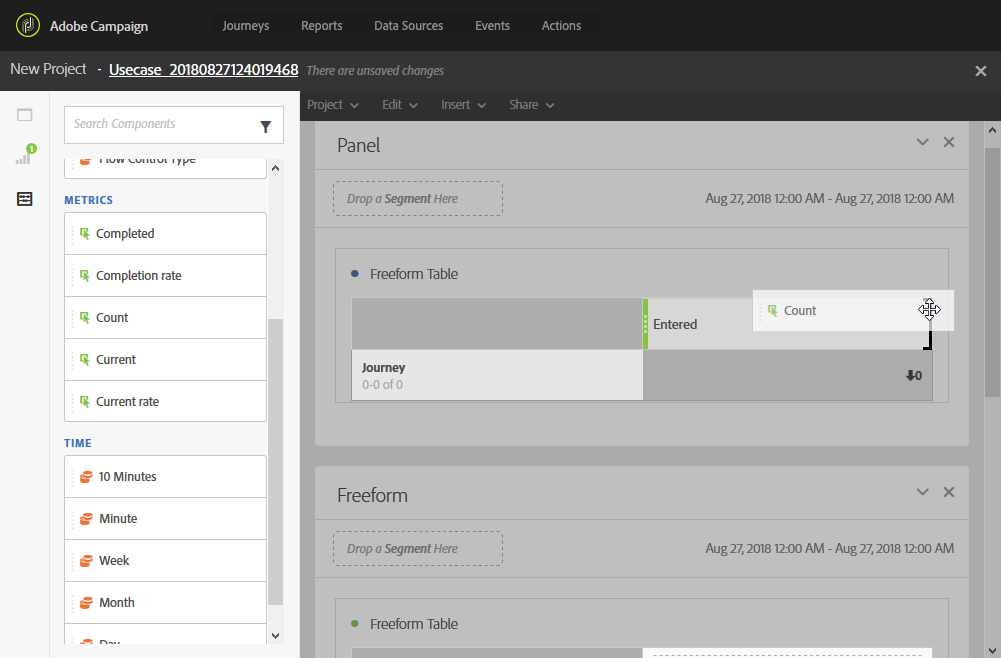 Adobe Campaign
Journeys
Reports
Data Sources
Events
Actions
New Project - Usecase_20180827124019468 There are unsaved changes
1
Search Components
Project
Edit
Insert
Share
Flow Control Type
METRICS
Completed
Completion rate
Count
Current
Current rate
TIME
10 Minutes
Minute
Week
Month
Day
Panel
Drop a Segment Here
Aug 27, 2018 12:00 AM - Aug 27, 2018 12:00 AM
Freeform Table
Entered
Count
Journey
0-0 of 0
0
Freeform
Drop a Segment Here
Aug 27, 2018 12:00 AM - Aug 27, 2018 12:00 AM
Freeform Table